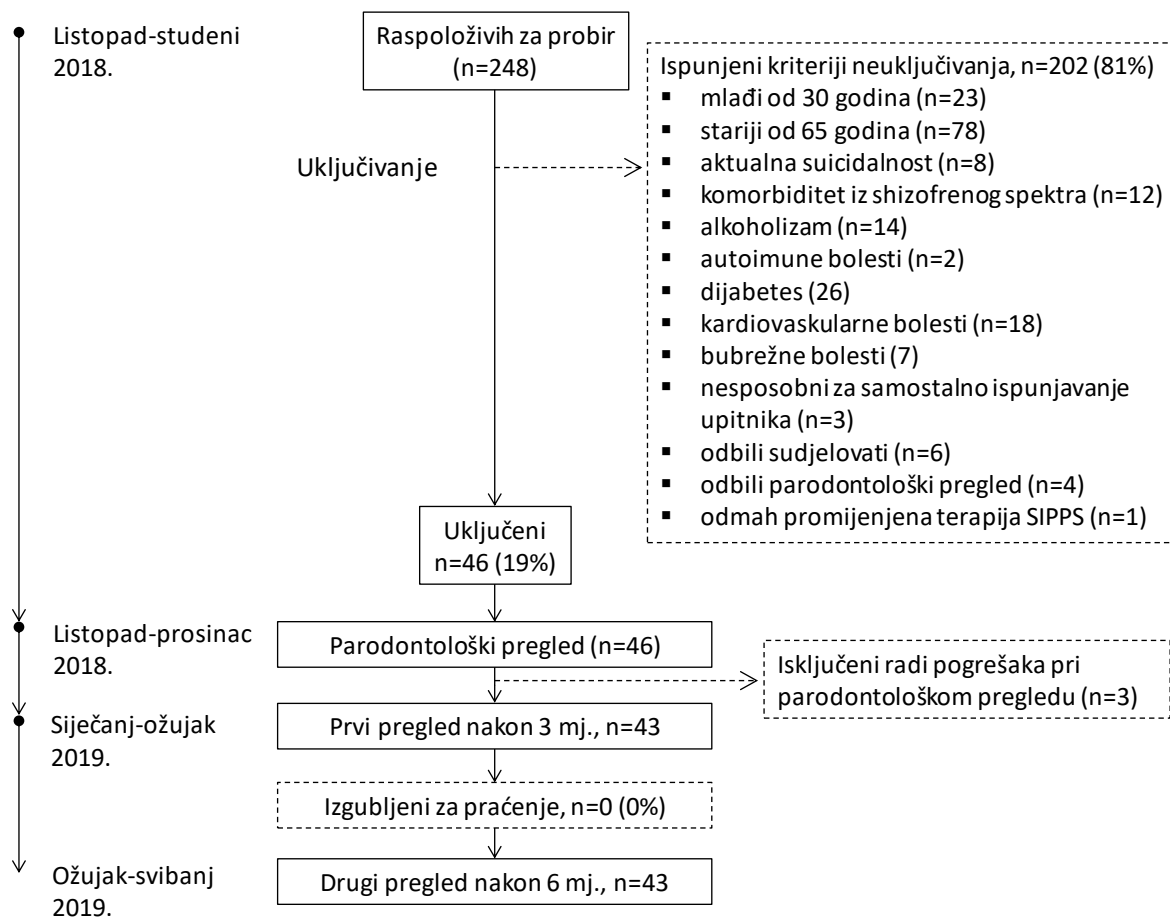 Listopad-studeni
2018.
Raspoloživih za probir
(n=248)
Ispunjeni kriteriji neuključivanja, n=202 (81%)
▪ mlađi od 30 godina (n=23)
▪ stariji od 65 godina (n=78)
▪ aktualna suicidalnost (n=8)
▪ komorbiditet iz shizofrenog spektra (n=12)
▪ alkoholizam (n=14)
▪ autoimune bolesti (n=2)
▪ dijabetes (26)
▪ kardiovaskularne bolesti (n=18)
▪ bubrežne bolesti (7)
▪ nesposobni za samostalno ispunjavanje
upitnika (n=3)
▪ odbili sudjelovati (n=6)
▪ odbili parodontološki pregled (n=4)
▪ odmah promijenjena terapija SIPPS (n=1)
Uključivanje
Uključeni
n=46 (19%)
Listopad-prosinac
2018.
Parodontološki pregled (n=46)
Isključeni radi pogrešaka pri
parodontološkom pregledu (n=3)
Siječanj-ožujak
2019.
Prvi pregled nakon 3 mj., n=43
Izgubljeni za praćenje, n=0 (0%)
Ožujak-svibanj
2019.
Drugi pregled nakon 6 mj., n=43